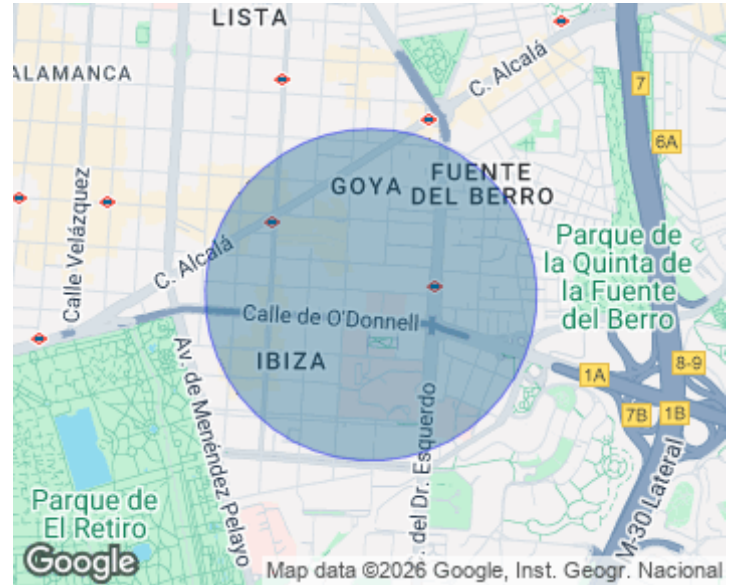 LISTA
ALAMANCA
C. Alcalá
7
6A
GOYA
FUENTE
DEL BERRO
Calle Velázquez
C. Alcalá
Parque de
la Quinta de
la Fuente
del Berro
Calle de O'Donnell
IBIZA
1A
8-9
7B
1B
Av. de Menéndez Pelayo
. del Dr. Esquerdo
M-30 Lateral
Parque de
El Retiro
Google
Map data ©2026 Google, Inst. Geogr. Nacional